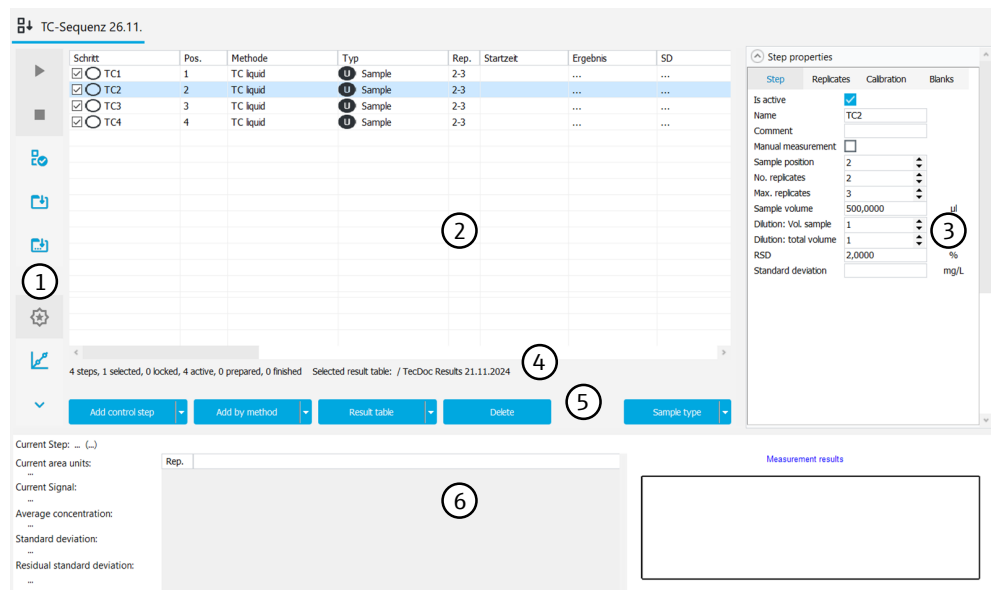 TC-Sequenz 26.11.
Schritt Pos. Methode Typ Rep. Startzeit Ergebnis SD
TC1 1 TC liquid U Sample 2-3 ... ...
TC2 2 TC liquid U Sample 2-3 ... ...
TC3 3 TC liquid U Sample 2-3 ... ...
TC4 4 TC liquid U Sample 2-3 ... ...
1
2
4 steps, 1 selected, 0 locked, 4 active, 0 prepared, 0 finished Selected result table: / TecDoc Results 21.11.2024
4
Add control step Add by method Result table Delete Sample type
5
Step properties
Step Replicates Calibration Blanks
Is active
Name TC2
Comment
Manual measurement
Sample position 2
No. replicates 2
Max. replicates 3
Sample volume 500,0000 ul
Dilution: Vol. sample 1
Dilution: total volume 1
RSD 2,0000 %
Standard deviation mg/L
3
Current Step: ... (...)
Current area units:
...
Current Signal:
...
Average concentration:
...
Standard deviation:
...
Residual standard deviation:
...
Rep.
6
Measurement results